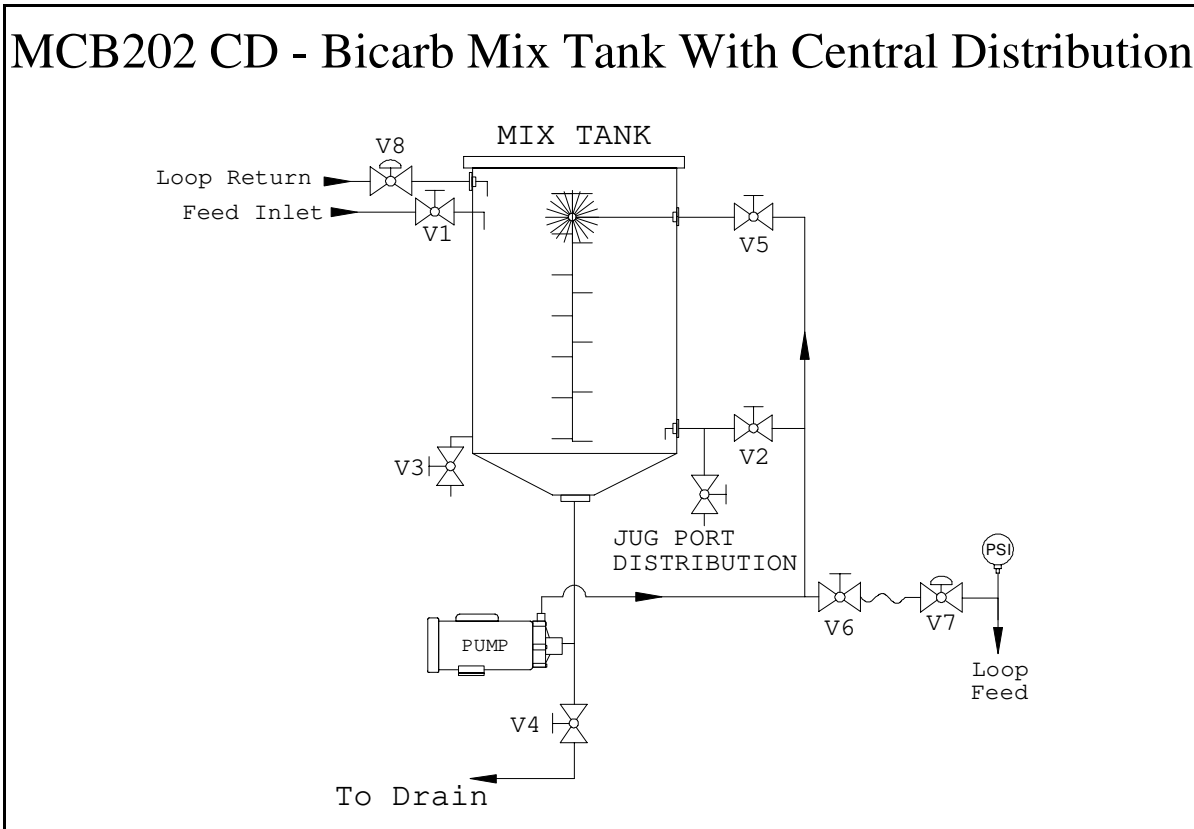 MCB202 CD - Bicarb Mix Tank With Central Distribution
MIX TANK
V8
Loop Return
Feed Inlet
V1
V5
V2
V3
JUG PORT
DISTRIBUTION
PSI
V6
V7
PUMP
Loop
Feed
V4
To Drain